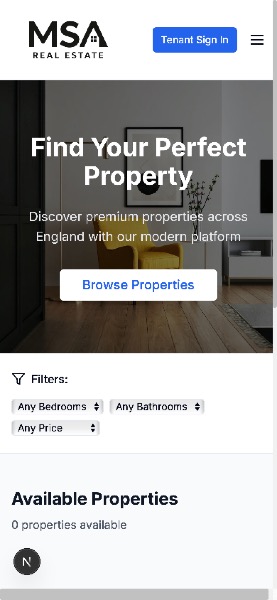 MSA
REAL ESTATE
Tenant Sign In
Find Your Perfect
Property
Discover premium properties across
England with our modern platform
Browse Properties
Filters:
Any Bedrooms
Any Bathrooms
Any Price
Available Properties
0 properties available
N